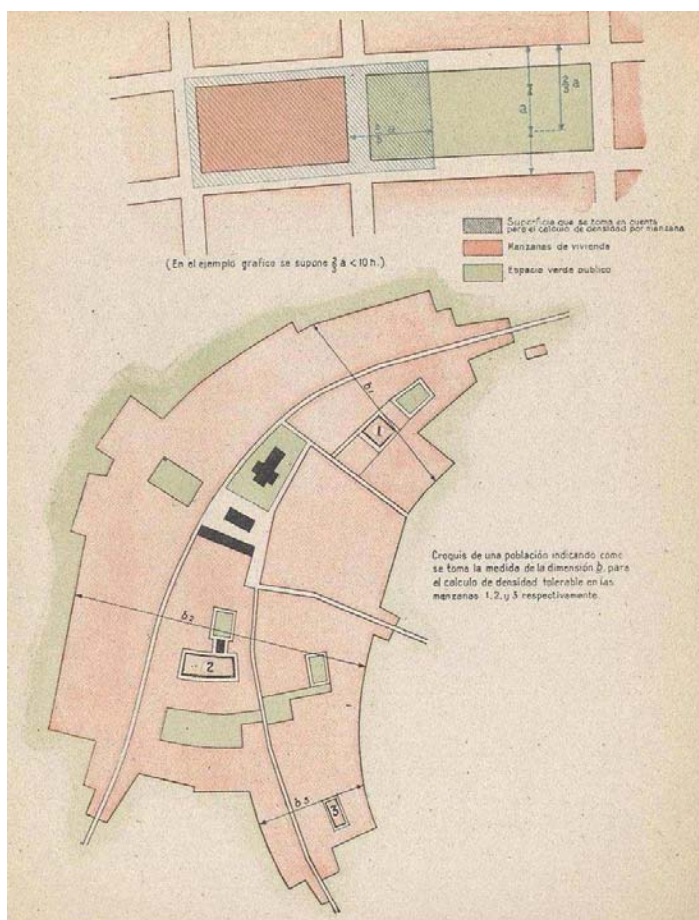 2/3 a
a
2/3 a
Superficie que se toma en cuenta
para el calculo de densidad por manzana
Manzanas de vivienda
Espacio verde publico
(En el ejemplo grafico se supone 2/3 a < 10 h.)
b1
1
Croquis de una población indicando como
se toma la medida de la dimensión b, para
el calculo de densidad tolerable en las
manzanas 1, 2, y 3 respectivamente.
b2
2
b3
3